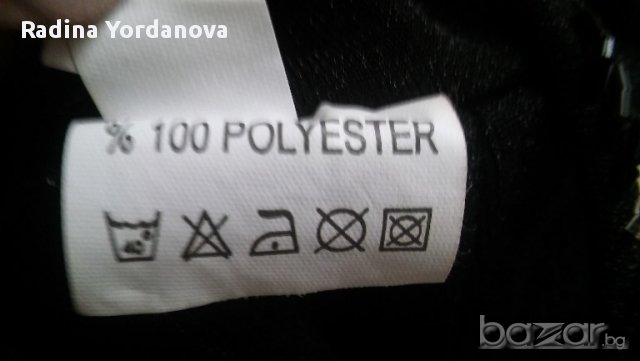 Radina Yordanova
% 100 POLYESTER
40°
bazar.bg